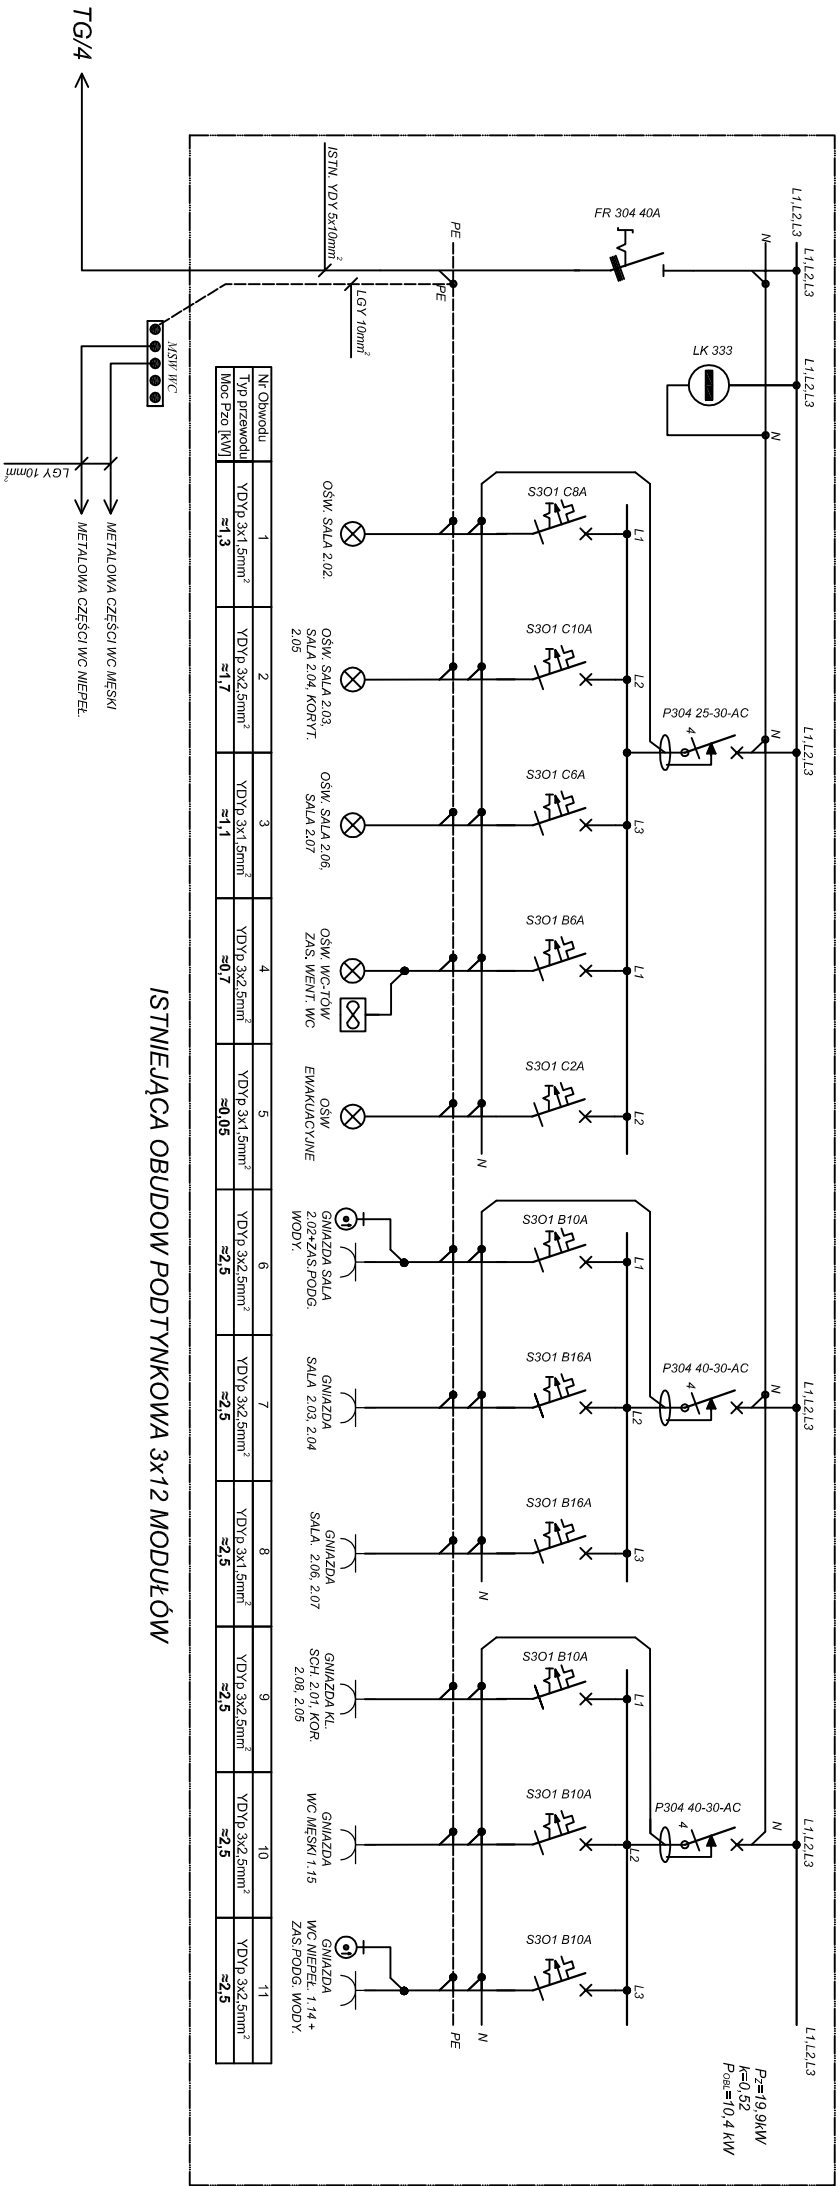 TG/4
L1,L2,L3
L1,L2,L3
N
FR 304 40A
ISTN. YDY 5x10mm²
PE
PE
LGY 10mm²
MSW WC
LGY 10mm²
METALOWA CZĘŚCI WC MĘSKI
METALOWA CZĘŚCI WC NIEPEŁ.
LK 333
L1,L2,L3
N
L1,L2,L3
N
P304 25-30-AC
4
S3O1 C8A
L1
S3O1 C10A
L2
S3O1 C6A
L3
S3O1 B6A
L1
S3O1 C2A
L2
N
L1,L2,L3
N
P304 40-30-AC
4
S3O1 B10A
L1
S3O1 B16A
L2
S3O1 B16A
L3
N
L1,L2,L3
N
P304 40-30-AC
4
S3O1 B10A
L1
S3O1 B10A
L2
S3O1 B10A
L3
N
PE
L1,L2,L3
Pz=19,9kW
k=0,52
POBL=10,4 kW
OŚW. SALA 2.02.
OŚW. SALA 2.03,
SALA 2.04, KORYT.
2.05
OŚW. SALA 2.06,
SALA 2.07
OŚW. WC-TÓW
ZAS. WENT. WC
OŚW
EWAKUACYJNE
GNIAZDA SALA
2.02+ZAS.PODG.
WODY.
GNIAZDA
SALA 2.03, 2.04
GNIAZDA
SALA. 2.06, 2.07
GNIAZDA KL.
SCH. 2.01, KOR.
2.08, 2.05
GNIAZDA
WC MĘSKI 1.15
GNIAZDA
WC NIEPEŁ. 1.14 +
ZAS.PODG. WODY.
Nr Obwodu 1 2 3 4 5 6 7 8 9 10 11
Typ przewodu YDYp 3x1,5mm² YDYp 3x2,5mm² YDYp 3x1,5mm² YDYp 3x2,5mm² YDYp 3x1,5mm² YDYp 3x2,5mm² YDYp 3x2,5mm² YDYp 3x1,5mm² YDYp 3x2,5mm² YDYp 3x2,5mm² YDYp 3x2,5mm²
Moc Pzo [kW] ≈1,3 ≈1,7 ≈1,1 ≈0,7 ≈0,05 ≈2,5 ≈2,5 ≈2,5 ≈2,5 ≈2,5 ≈2,5
ISTNIEJĄCA OBUDOW PODTYNKOWA 3x12 MODUŁÓW